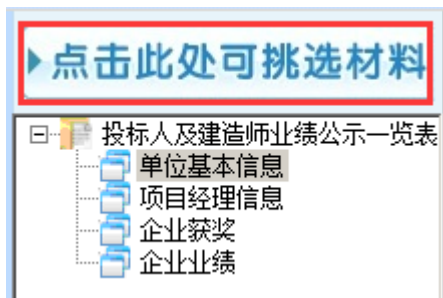 点击此处可挑选材料
投标人及建造师业绩公示一览表
单位基本信息
项目经理信息
企业获奖
企业业绩